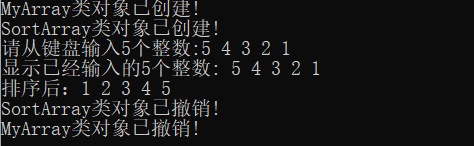 MyArray类对象已创建!
SortArray类对象已创建!
请从键盘输入5个整数:5 4 3 2 1
显示已经输入的5个整数: 5 4 3 2 1
排序后：1 2 3 4 5
SortArray类对象已撤销!
MyArray类对象已撤销!